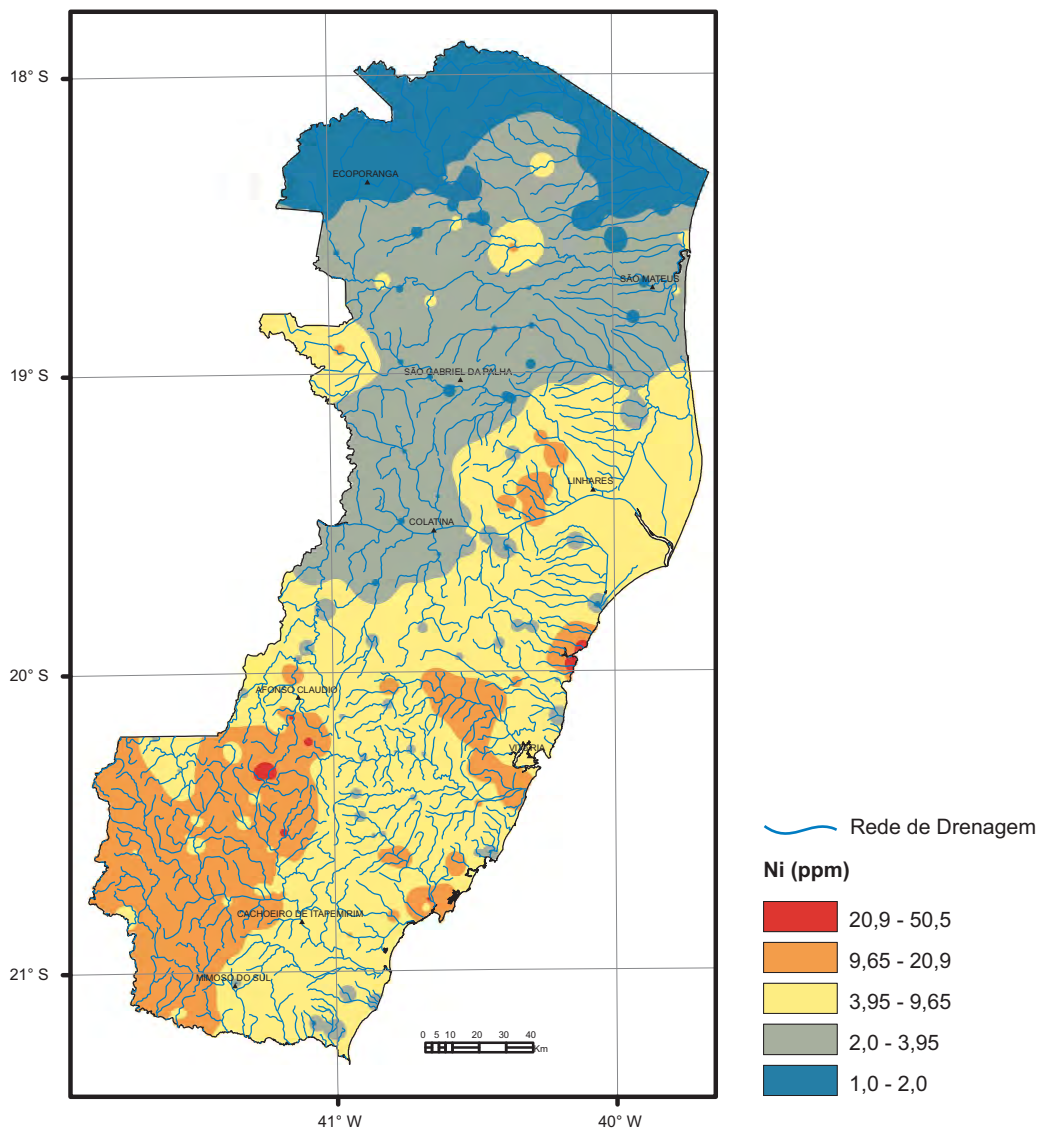 18° S
ECOPORANGA
SÃO MATEUS
19° S
SÃO GABRIEL DA PALHA
LINHARES
COLATINA
20° S
AFONSO CLAUDIO
VITÓRIA
CACHOEIRO DE ITAPEMIRIM
21° S
MIMOSO DO SUL
0 5 10 20 30 40
Km
41° W
40° W
Rede de Drenagem
Ni (ppm)
20,9 - 50,5
9,65 - 20,9
3,95 - 9,65
2,0 - 3,95
1,0 - 2,0